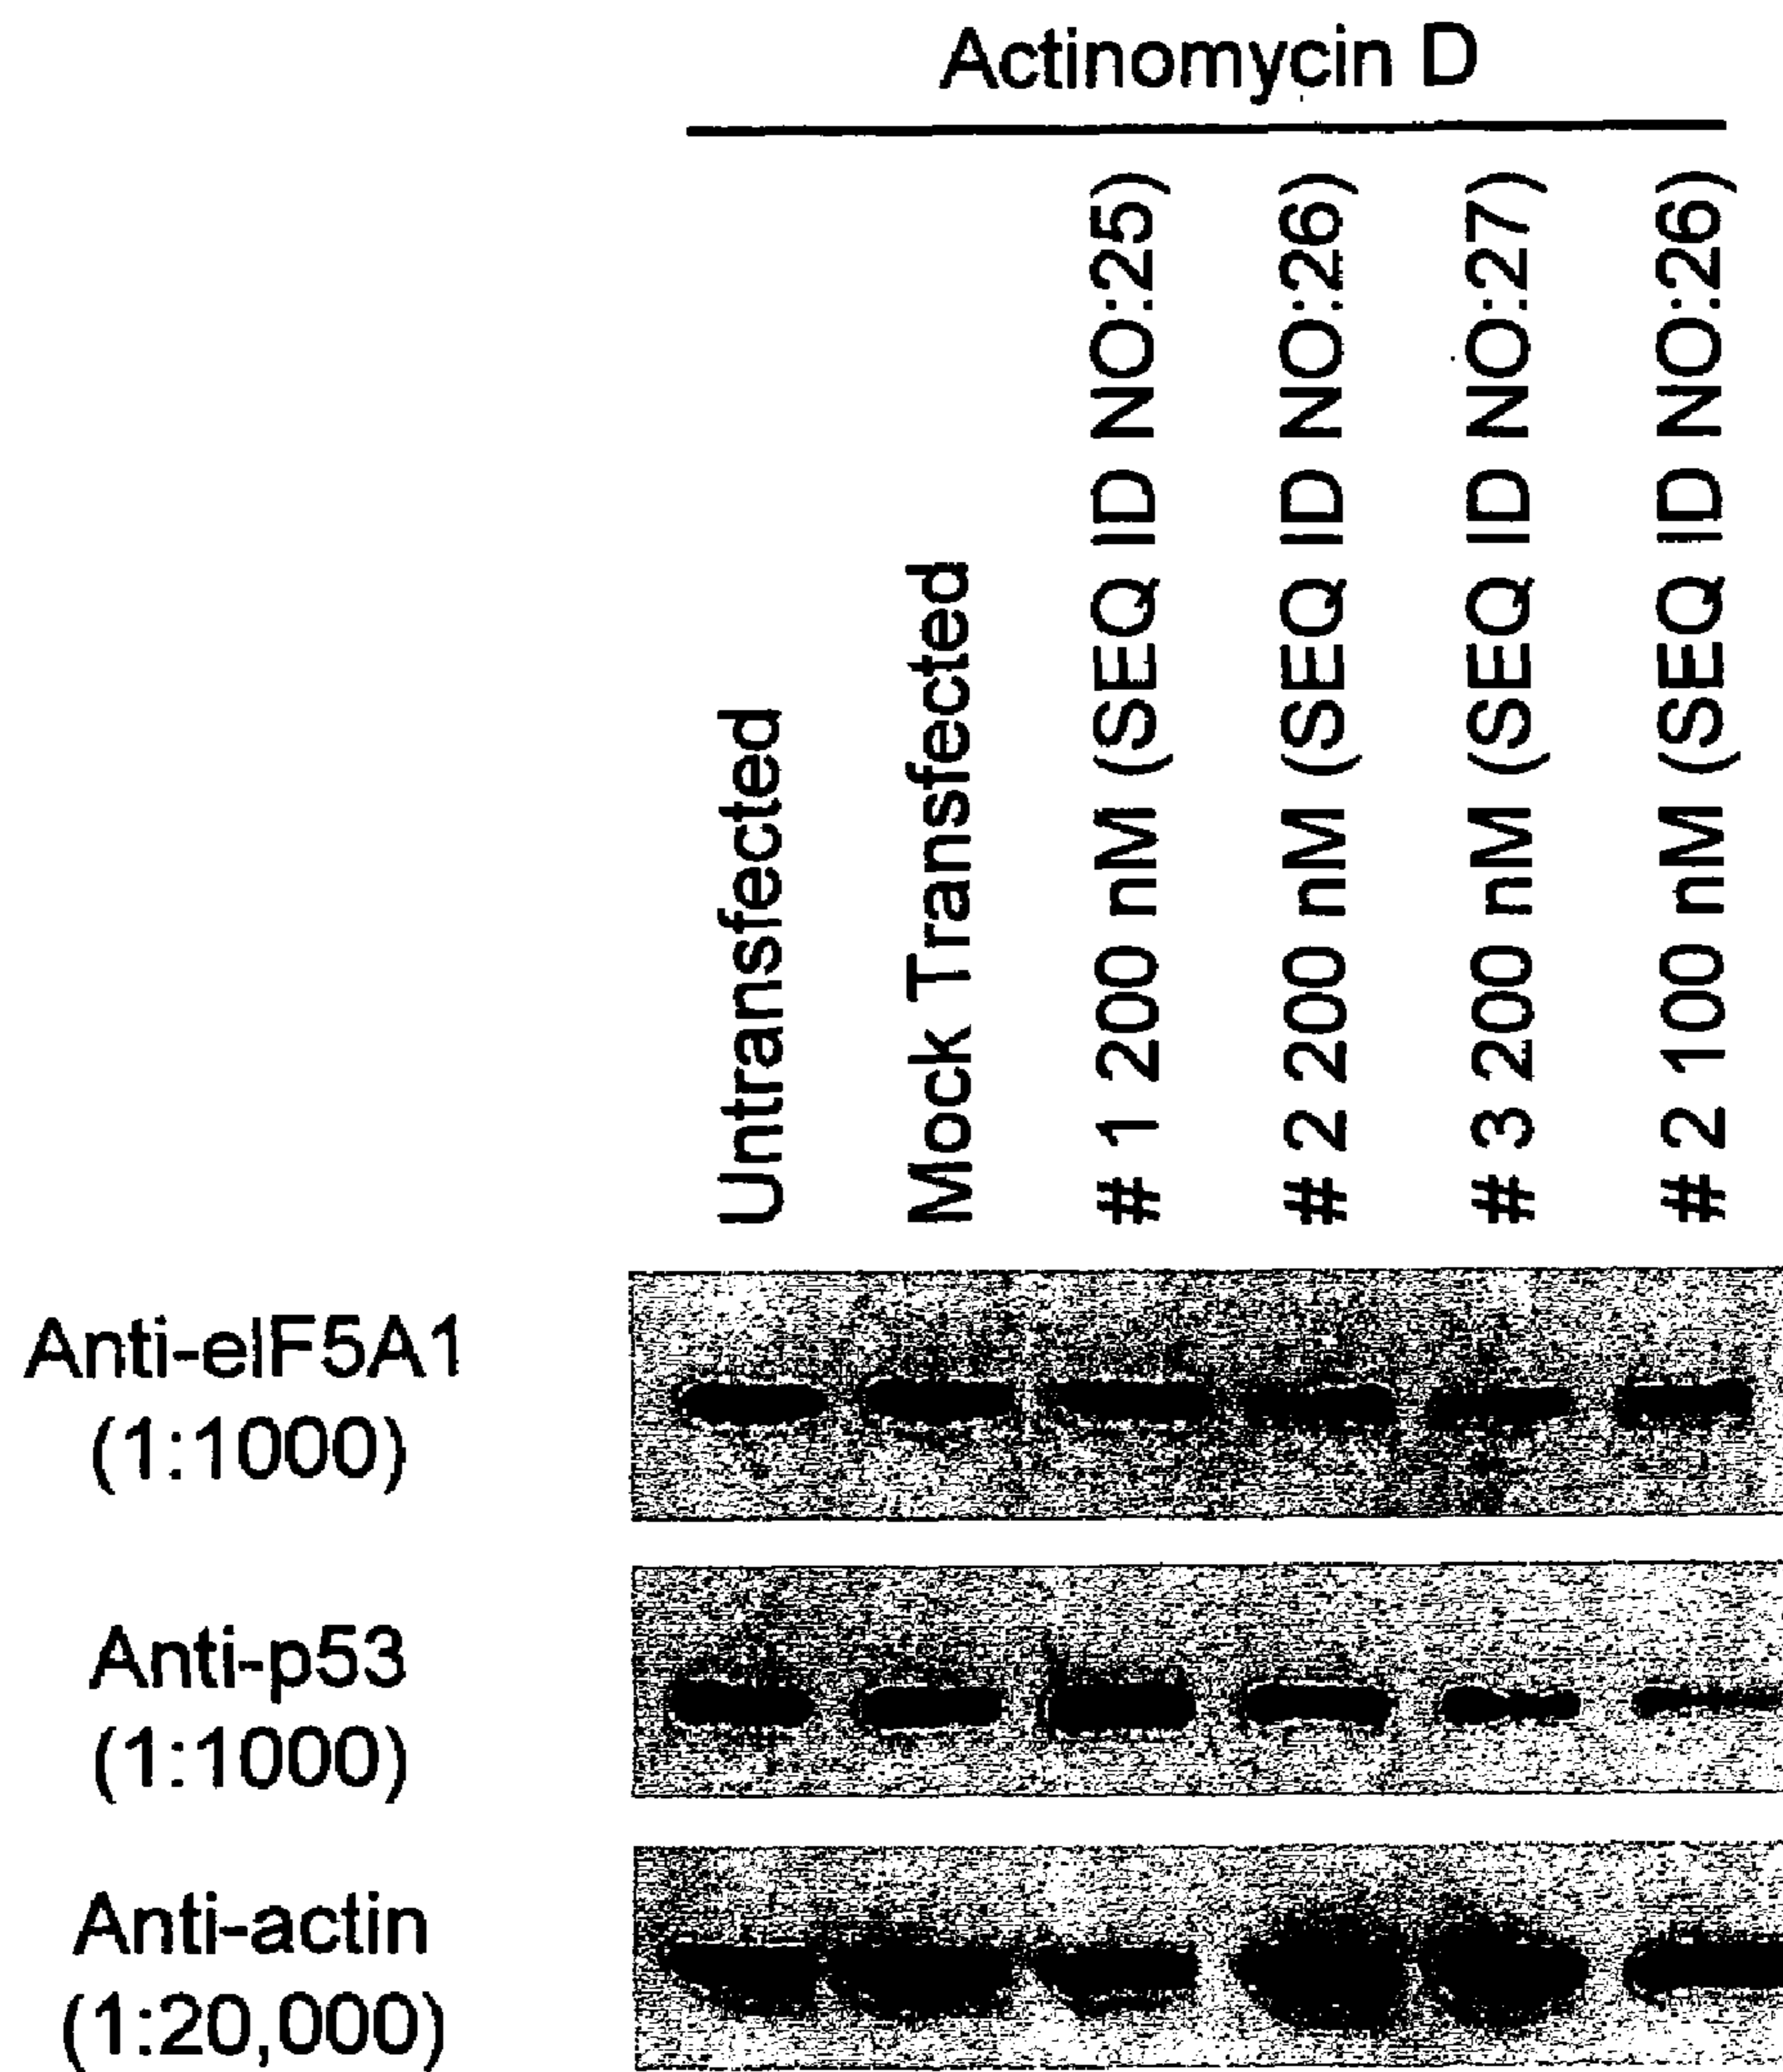 Actinomycin D
Untransfected
Mock Transfected
# 1 200 nM (SEQ ID NO:25)
# 2 200 nM (SEQ ID NO:26)
# 3 200 nM (SEQ ID NO:27)
# 2 100 nM (SEQ ID NO:26)
Anti-eIF5A1
(1:1000)
Anti-p53
(1:1000)
Anti-actin
(1:20,000)